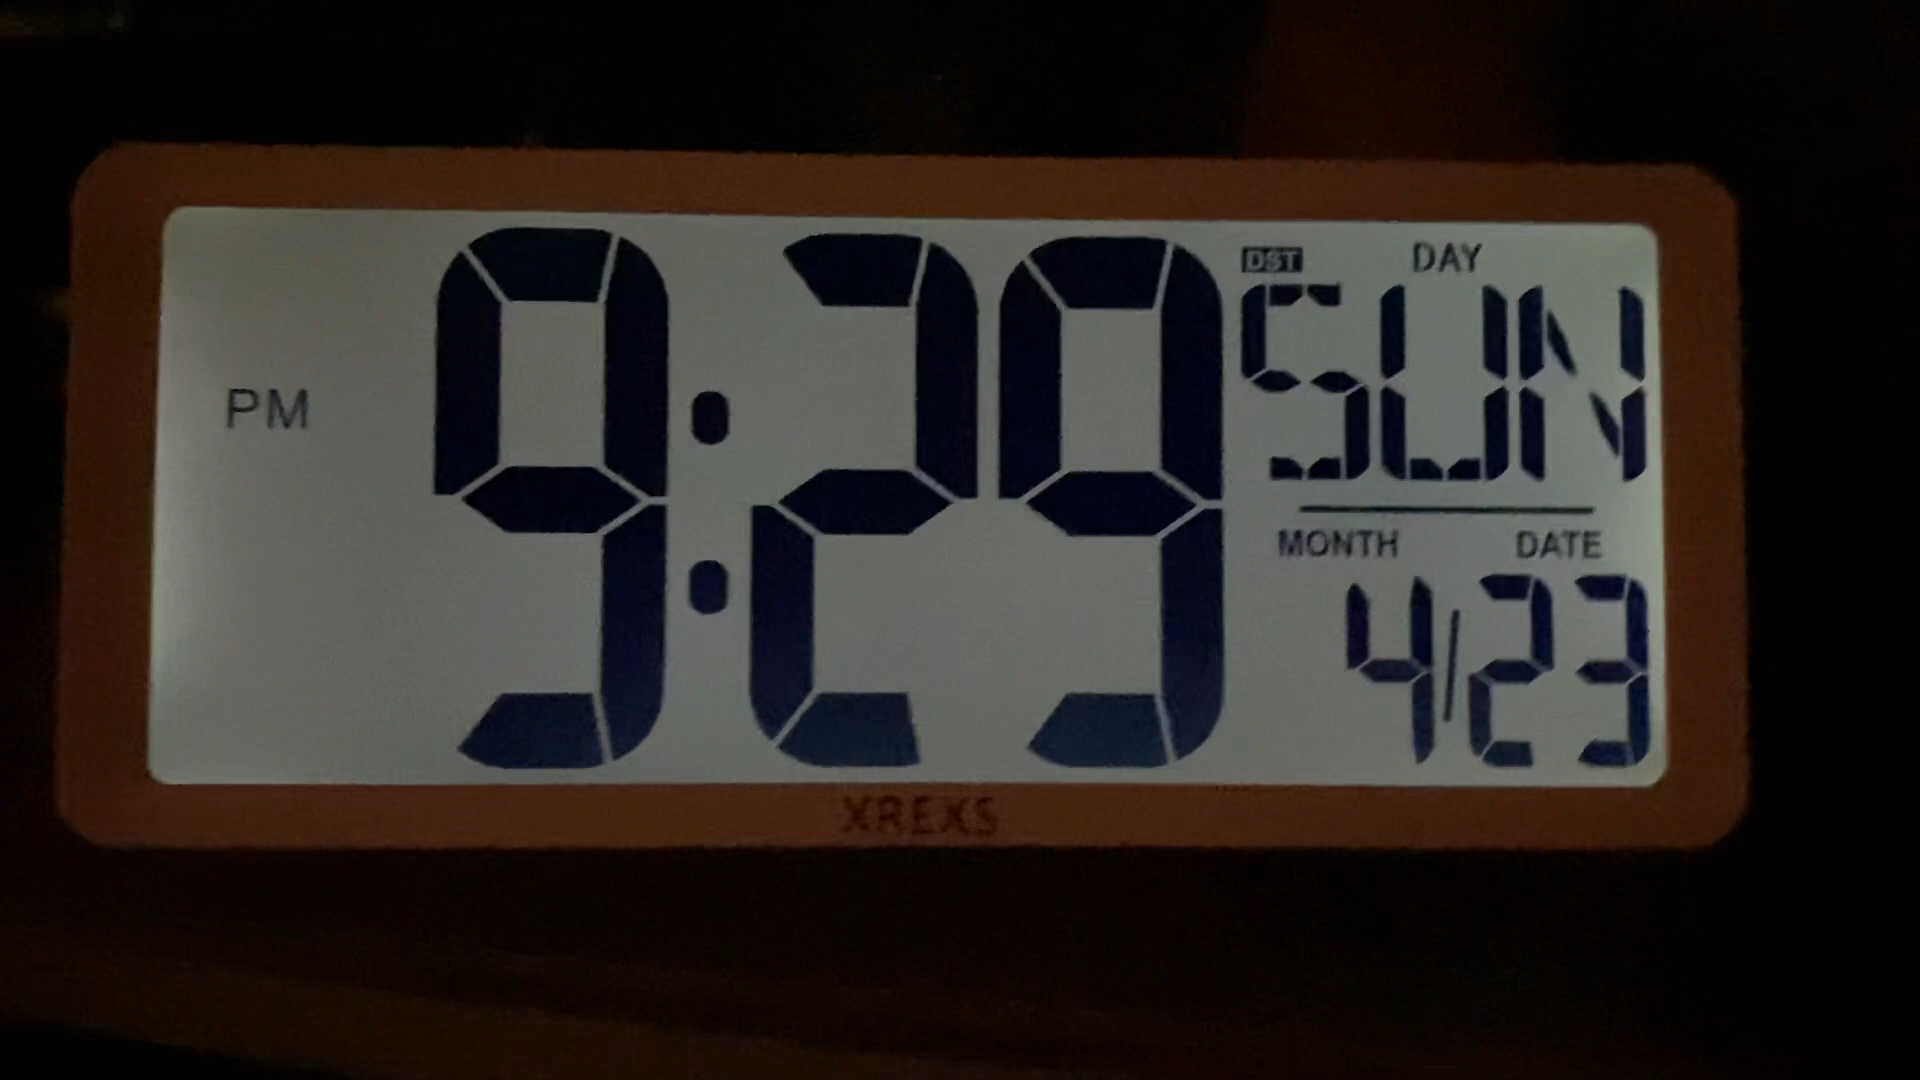 PM
9:29
DST DAY
SUN
MONTH DATE
4/23
XREXS